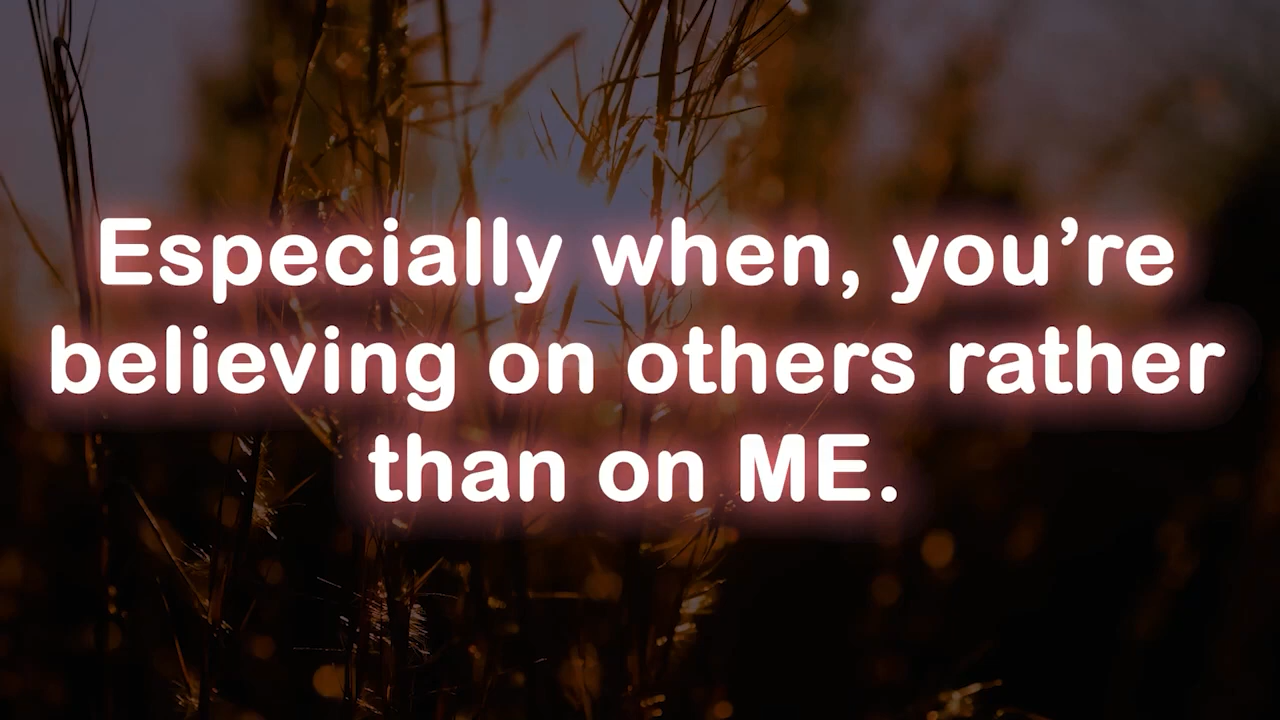 Especially when, you’re
believing on others rather
than on ME.